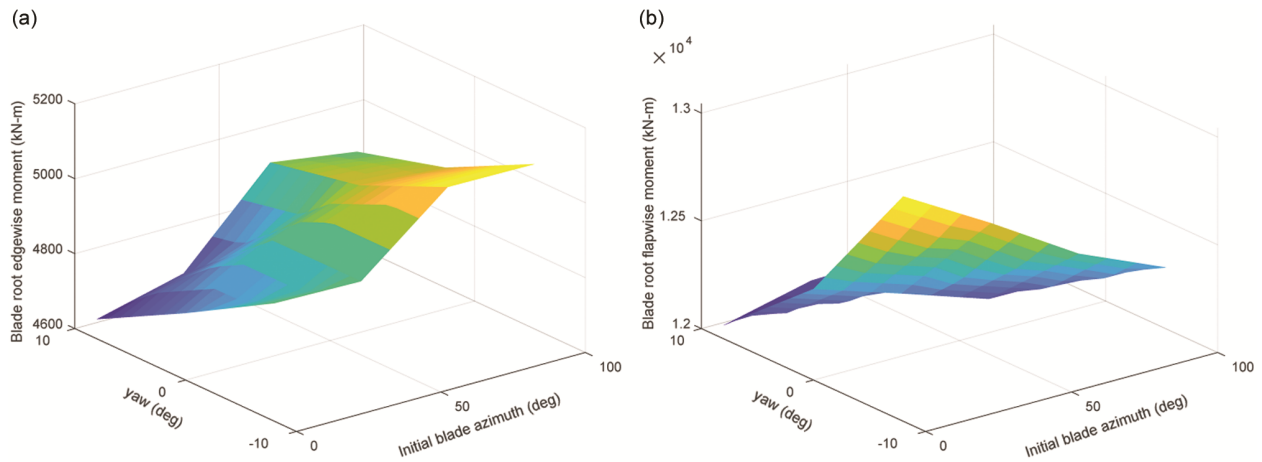 (a)
Blade root edgewise moment (kN-m)
5200
5000
4800
4600
10
0
-10
yaw (deg)
0
50
100
Initial blade azimuth (deg)
(b)
× 10⁴
Blade root flapwise moment (kN-m)
1.3
1.25
1.2
10
0
-10
yaw (deg)
0
50
100
Initial blade azimuth (deg)